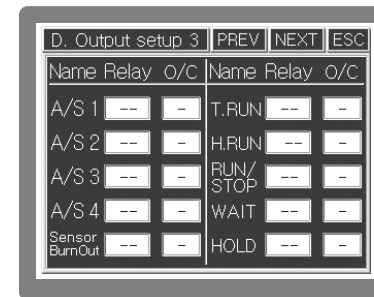 D. Output setup 3 PREV NEXT ESC
Name Relay O/C Name Relay O/C
A/S 1 -- - T.RUN -- -
A/S 2 -- - H.RUN -- -
A/S 3 -- - RUN/STOP -- -
A/S 4 -- - WAIT -- -
Sensor BurnOut -- - HOLD -- -